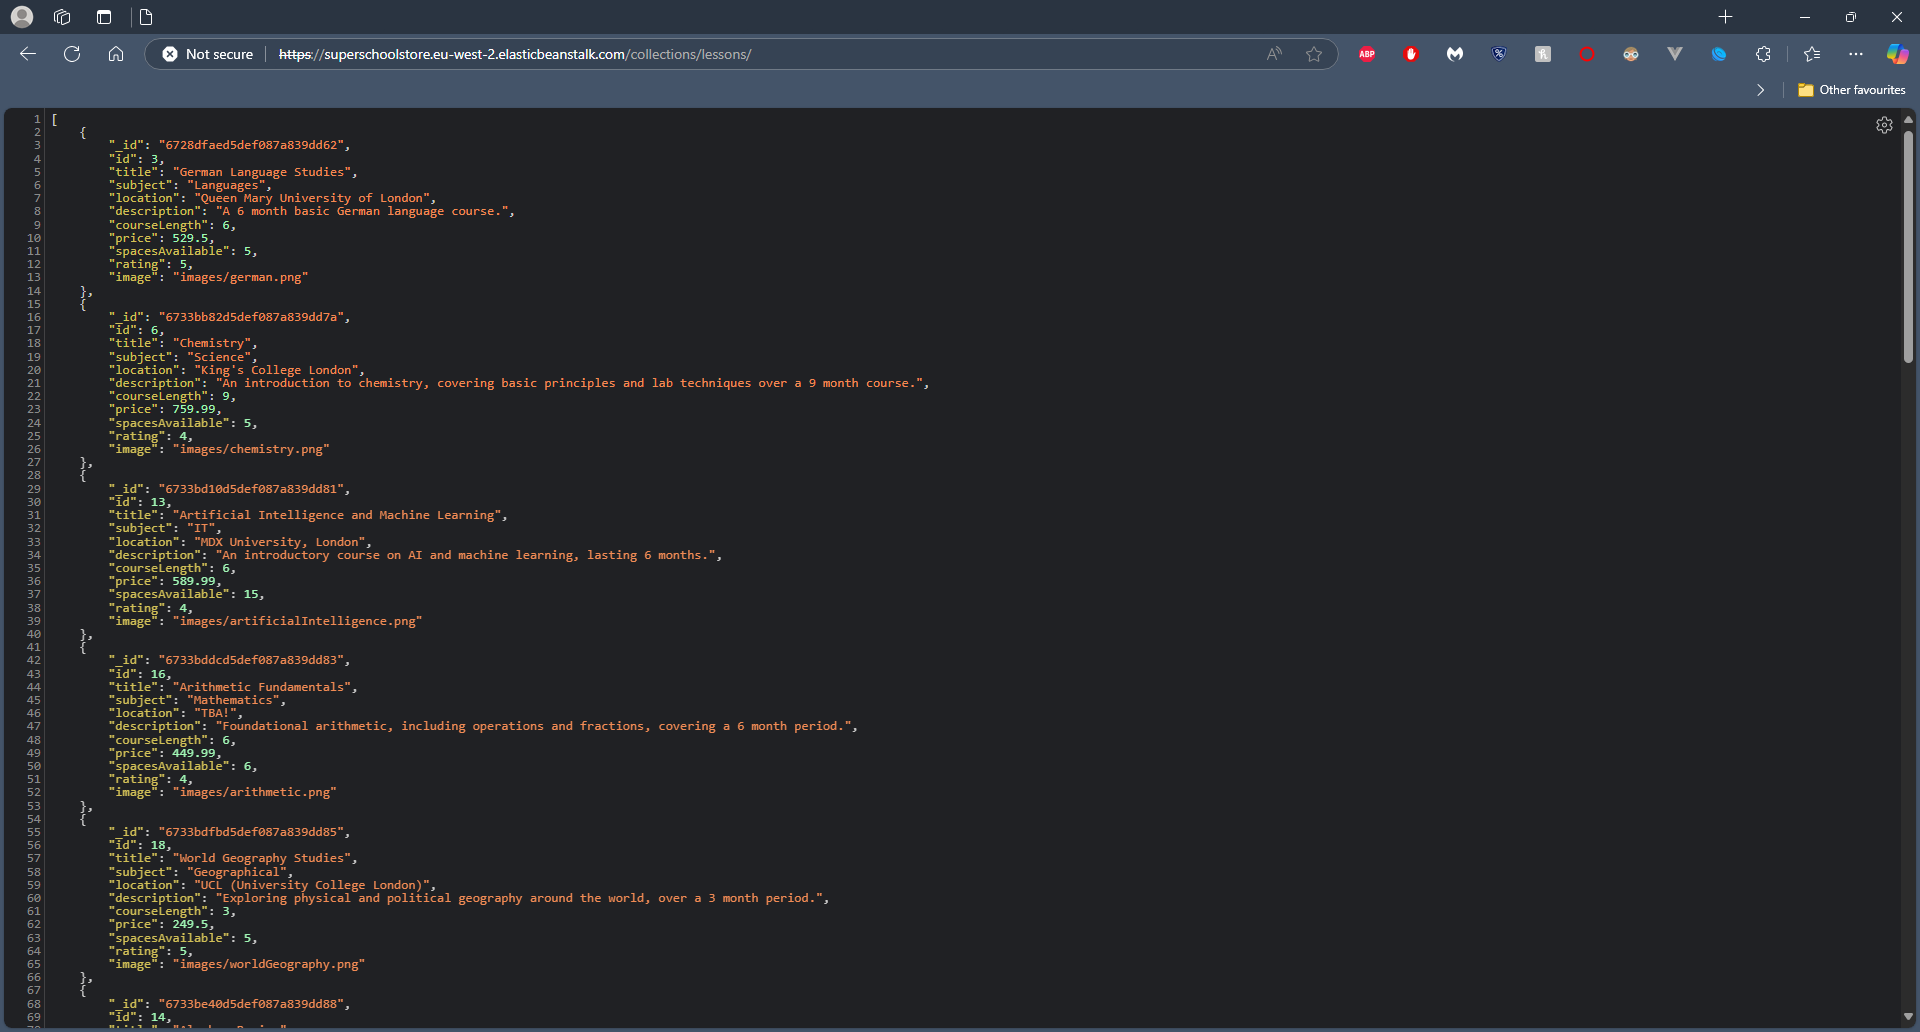 Not secure https://superschoolstore.eu-west-2.elasticbeanstalk.com/collections/lessons/
ABP
Other favourites
1 [
2 {
3 "_id": "6728dfaed5def087a839dd62",
4 "id": 3,
5 "title": "German Language Studies",
6 "subject": "Languages",
7 "location": "Queen Mary University of London",
8 "description": "A 6 month basic German language course.",
9 "courseLength": 6,
10 "price": 529.5,
11 "spacesAvailable": 5,
12 "rating": 5,
13 "image": "images/german.png"
14 },
15 {
16 "_id": "6733bb82d5def087a839dd7a",
17 "id": 6,
18 "title": "Chemistry",
19 "subject": "Science",
20 "location": "King's College London",
21 "description": "An introduction to chemistry, covering basic principles and lab techniques over a 9 month course.",
22 "courseLength": 9,
23 "price": 759.99,
24 "spacesAvailable": 5,
25 "rating": 4,
26 "image": "images/chemistry.png"
27 },
28 {
29 "_id": "6733bd10d5def087a839dd81",
30 "id": 13,
31 "title": "Artificial Intelligence and Machine Learning",
32 "subject": "IT",
33 "location": "MDX University, London",
34 "description": "An introductory course on AI and machine learning, lasting 6 months.",
35 "courseLength": 6,
36 "price": 589.99,
37 "spacesAvailable": 15,
38 "rating": 4,
39 "image": "images/artificialIntelligence.png"
40 },
41 {
42 "_id": "6733bddcd5def087a839dd83",
43 "id": 16,
44 "title": "Arithmetic Fundamentals",
45 "subject": "Mathematics",
46 "location": "TBA!",
47 "description": "Foundational arithmetic, including operations and fractions, covering a 6 month period.",
48 "courseLength": 6,
49 "price": 449.99,
50 "spacesAvailable": 6,
51 "rating": 4,
52 "image": "images/arithmetic.png"
53 },
54 {
55 "_id": "6733bdfbd5def087a839dd85",
56 "id": 18,
57 "title": "World Geography Studies",
58 "subject": "Geographical",
59 "location": "UCL (University College London)",
60 "description": "Exploring physical and political geography around the world, over a 3 month period.",
61 "courseLength": 3,
62 "price": 249.5,
63 "spacesAvailable": 5,
64 "rating": 5,
65 "image": "images/worldGeography.png"
66 },
67 {
68 "_id": "6733be40d5def087a839dd88",
69 "id": 14,